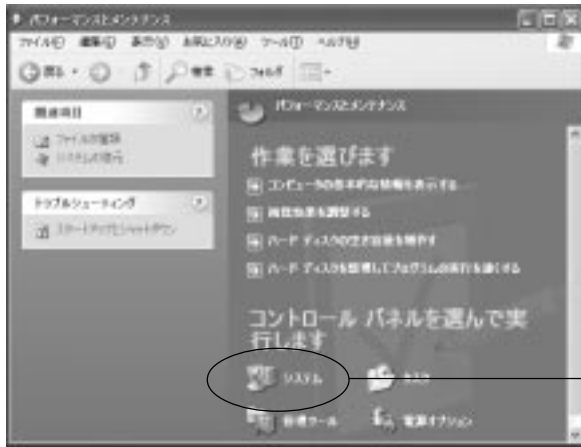 パフォーマンスとメンテナンス
ファイル(F) 編集(E) 表示(V) お気に入り(A) ツール(T) ヘルプ(H)
戻る 検索 フォルダ
関連項目
ファイルの種類
システムの復元
トラブルシューティング
スタートアップとシャットダウン
パフォーマンスとメンテナンス
作業を選びます
コンピュータの基本的な情報を表示する
視覚効果を調整する
ハード ディスクの空き容量を増やす
ハード ディスクを整理してプログラムの実行を速くする
コントロール パネルを選んで実
行します
システム タスク
管理ツール 電源オプション